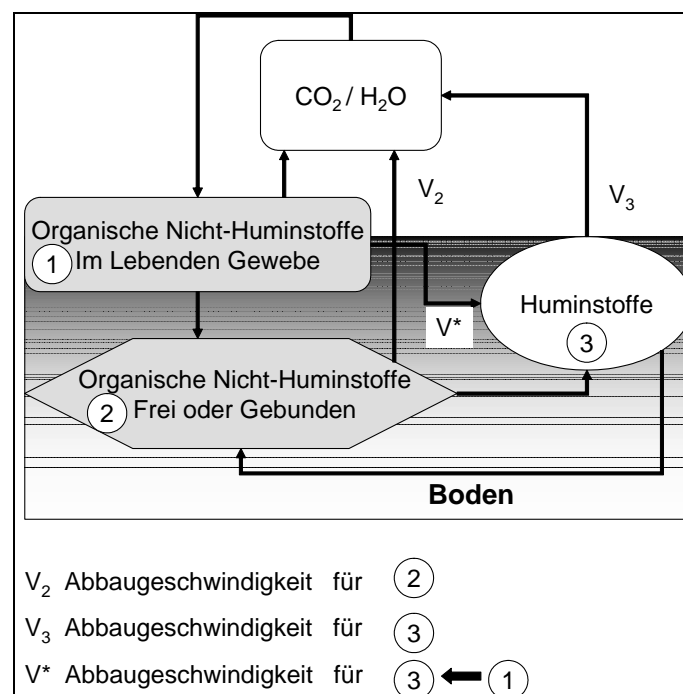 CO₂ / H₂O
V₂
V₃
Organische Nicht-Huminstoffe
1 Im Lebenden Gewebe
Huminstoffe
3
V*
Organische Nicht-Huminstoffe
2 Frei oder Gebunden
Boden
V₂ Abbaugeschwindigkeit für 2
V₃ Abbaugeschwindigkeit für 3
V* Abbaugeschwindigkeit für 3 ← 1